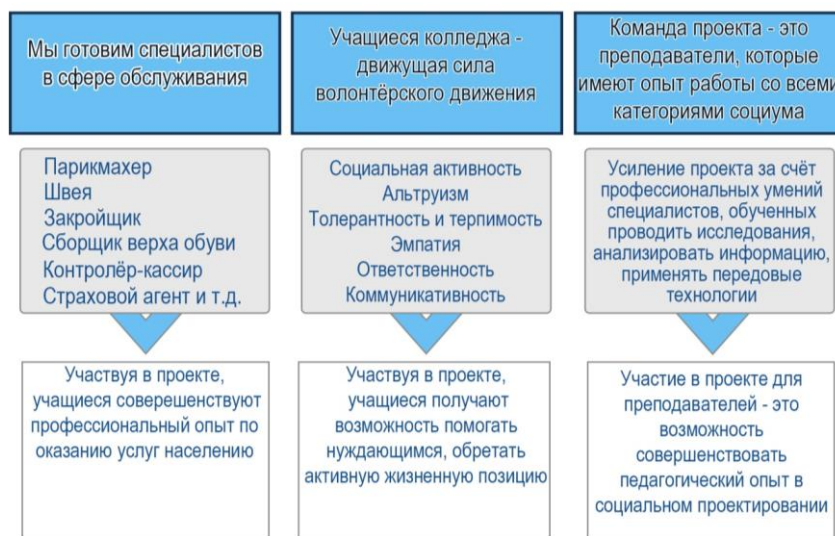 Мы готовим специалистов
в сфере обслуживания
Парикмахер
Швея
Закройщик
Сборщик верха обуви
Контролёр-кассир
Страховой агент и т.д.
Участвуя в проекте,
учащиеся соверешенствуют
профессиональный опыт по
оказанию услуг населению
Учащиеся колледжа -
движущая сила
волонтёрского движения
Социальная активность
Альтруизм
Толерантность и терпимость
Эмпатия
Ответственность
Коммуникативность
Участвуя в проекте,
учащиеся получают
возможность помогать
нуждающимся, обретать
активную жизненную позицию
Команда проекта - это
преподаватели, которые
имеют опыт работы со всеми
категориями социума
Усиление проекта за счёт
профессиональных умений
специалистов, обученных
проводить исследования,
анализировать информацию,
применять передовые
технологии
Участие в проекте для
преподавателей - это
возможность
совершенствовать
педагогический опыт в
социальном проектировании